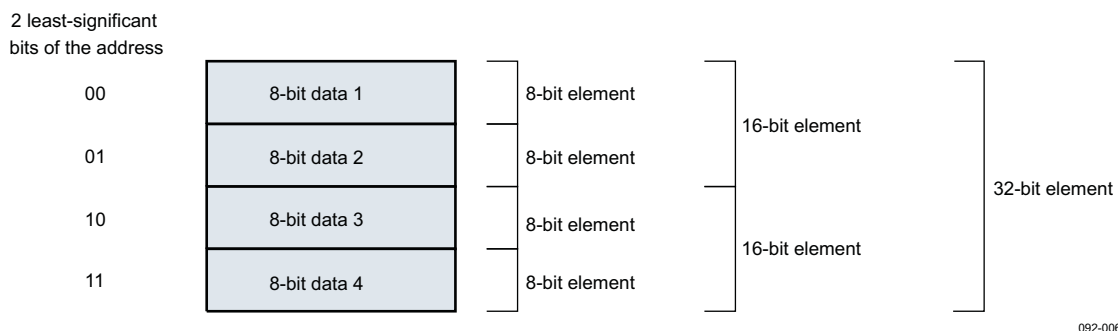 2 least-significant
bits of the address
00
8-bit data 1
8-bit element
16-bit element
01
8-bit data 2
8-bit element
32-bit element
10
8-bit data 3
8-bit element
16-bit element
11
8-bit data 4
8-bit element
092-006